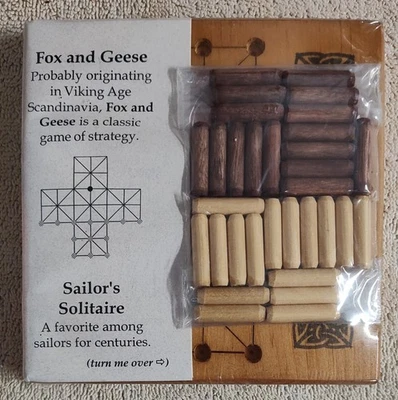 Fox and Geese
Probably originating
in Viking Age
Scandinavia, Fox and
Geese is a classic
game of strategy.
Sailor's
Solitaire
A favorite among
sailors for centuries.
(turn me over ⇨)